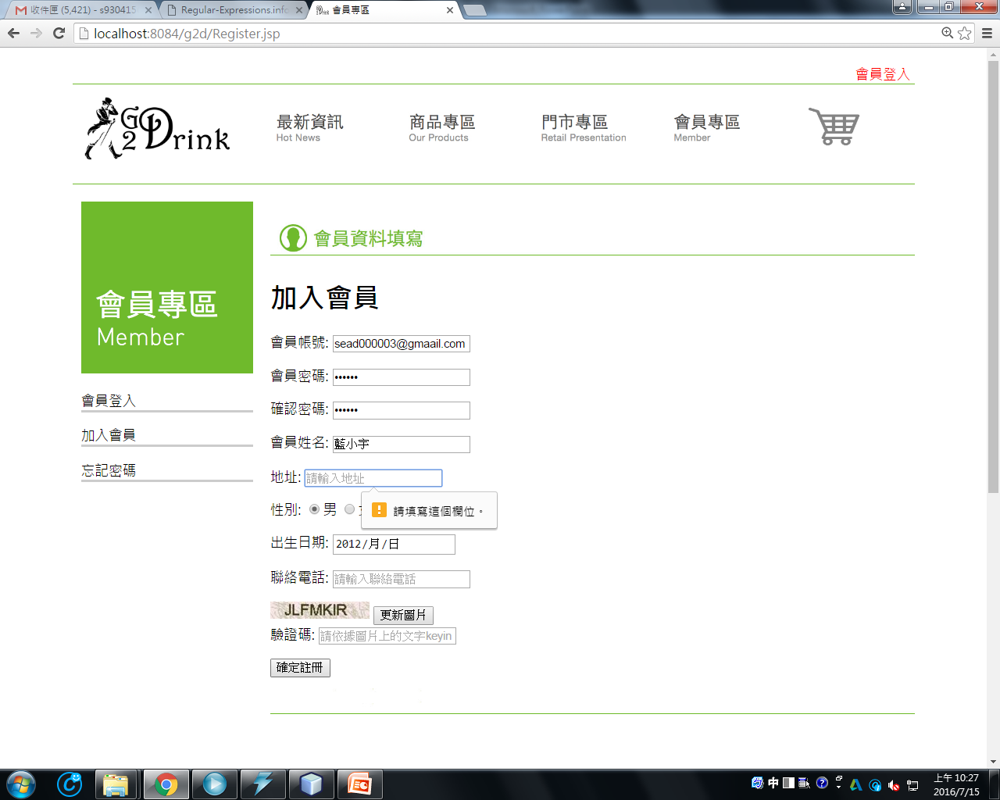 收件匣 (5,421) - s930415
Regular-Expressions.info
會員專區
localhost:8084/g2d/Register.jsp
會員登入
G2Drink
最新資訊
Hot News
商品專區
Our Products
門市專區
Retail Presentation
會員專區
Member
會員專區
Member
會員登入
加入會員
忘記密碼
會員資料填寫
加入會員
會員帳號: sead000003@gmaail.com
會員密碼: ••••••
確認密碼: ••••••
會員姓名: 藍小宇
地址: 請輸入地址
請填寫這個欄位。
性別: 男
出生日期: 2012/月/日
聯絡電話: 請輸入聯絡電話
JLFMKIR 更新圖片
驗證碼: 請依據圖片上的文字keyin
確定註冊
中
上午 10:27
2016/7/15